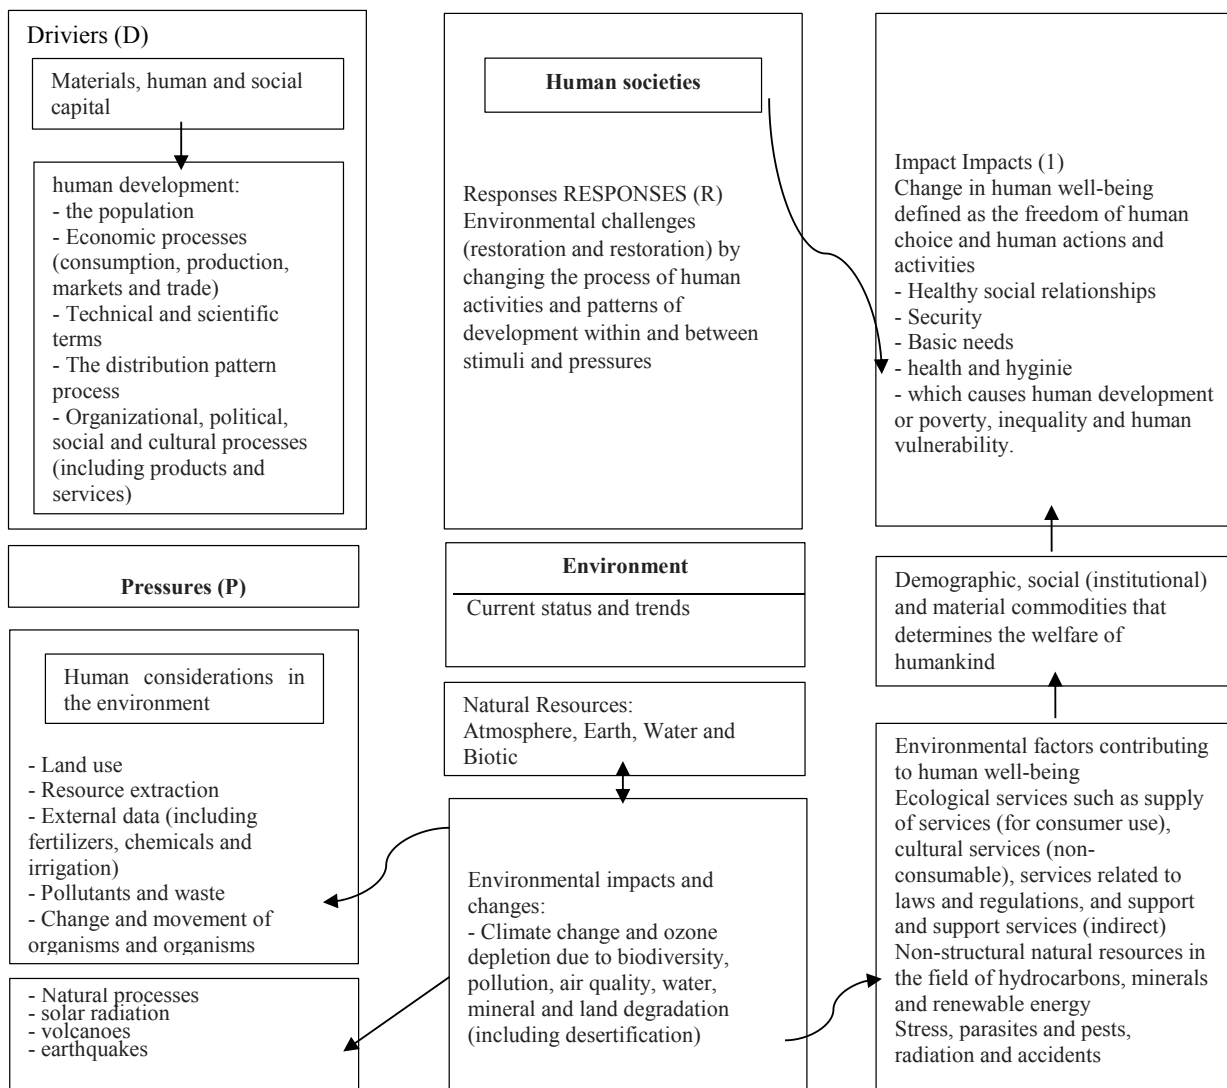 Driviers (D)
Materials, human and social
capital
human development:
- the population
- Economic processes
(consumption, production,
markets and trade)
- Technical and scientific
terms
- The distribution pattern
process
- Organizational, political,
social and cultural processes
(including products and
services)
Human societies
Responses RESPONSES (R)
Environmental challenges
(restoration and restoration) by
changing the process of human
activities and patterns of
development within and between
stimuli and pressures
Impact Impacts (1)
Change in human well-being
defined as the freedom of human
choice and human actions and
activities
- Healthy social relationships
- Security
- Basic needs
- health and hyginie
- which causes human development
or poverty, inequality and human
vulnerability.
Pressures (P)
Environment
Current status and trends
Demographic, social (institutional)
and material commodities that
determines the welfare of
humankind
Human considerations in
the environment
- Land use
- Resource extraction
- External data (including
fertilizers, chemicals and
irrigation)
- Pollutants and waste
- Change and movement of
organisms and organisms
Natural Resources:
Atmosphere, Earth, Water and
Biotic
Environmental impacts and
changes:
- Climate change and ozone
depletion due to biodiversity,
pollution, air quality, water,
mineral and land degradation
(including desertification)
Environmental factors contributing
to human well-being
Ecological services such as supply
of services (for consumer use),
cultural services (non-
consumable), services related to
laws and regulations, and support
and support services (indirect)
Non-structural natural resources in
the field of hydrocarbons, minerals
and renewable energy
Stress, parasites and pests,
radiation and accidents
- Natural processes
- solar radiation
- volcanoes
- earthquakes